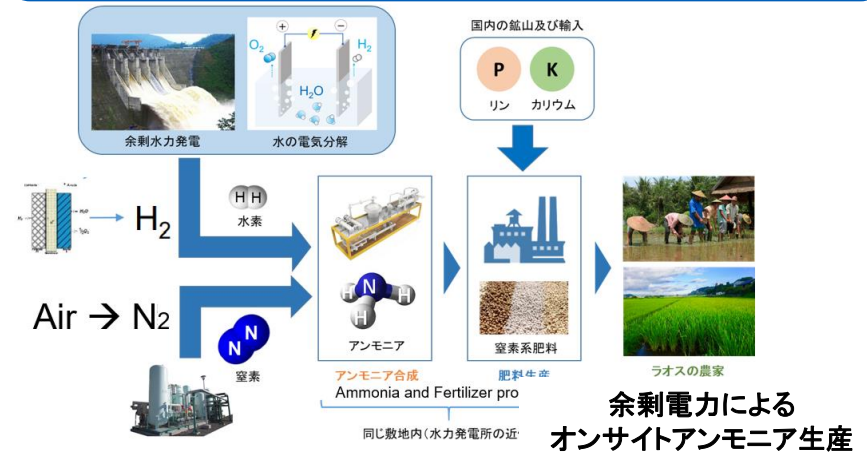 国内の鉱山及び輸入
O2
H2
H2O
P
K
リン
カリウム
余剰水力発電
水の電気分解
H H
水素
H2
Air → N2
N N
窒素
H N H
H
アンモニア
窒素系肥料
アンモニア合成
肥料生産
ラオスの農家
Ammonia and Fertilizer pro
同じ敷地内(水力発電所の近
余剰電力による
オンサイトアンモニア生産